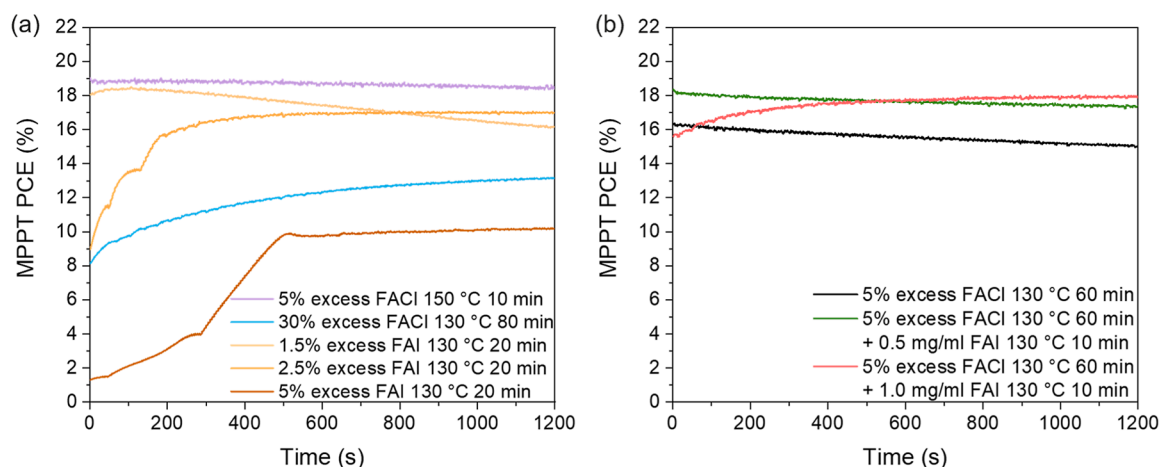 (a)
MPPT PCE (%)
22
20
18
16
14
12
10
8
6
4
2
0
5% excess FACl 150 °C 10 min
30% excess FACl 130 °C 80 min
1.5% excess FAI 130 °C 20 min
2.5% excess FAI 130 °C 20 min
5% excess FAI 130 °C 20 min
0 200 400 600 800 1000 1200
Time (s)
(b)
MPPT PCE (%)
22
20
18
16
14
12
10
8
6
4
2
0
5% excess FACl 130 °C 60 min
5% excess FACl 130 °C 60 min
+ 0.5 mg/ml FAI 130 °C 10 min
5% excess FACl 130 °C 60 min
+ 1.0 mg/ml FAI 130 °C 10 min
0 200 400 600 800 1000 1200
Time (s)